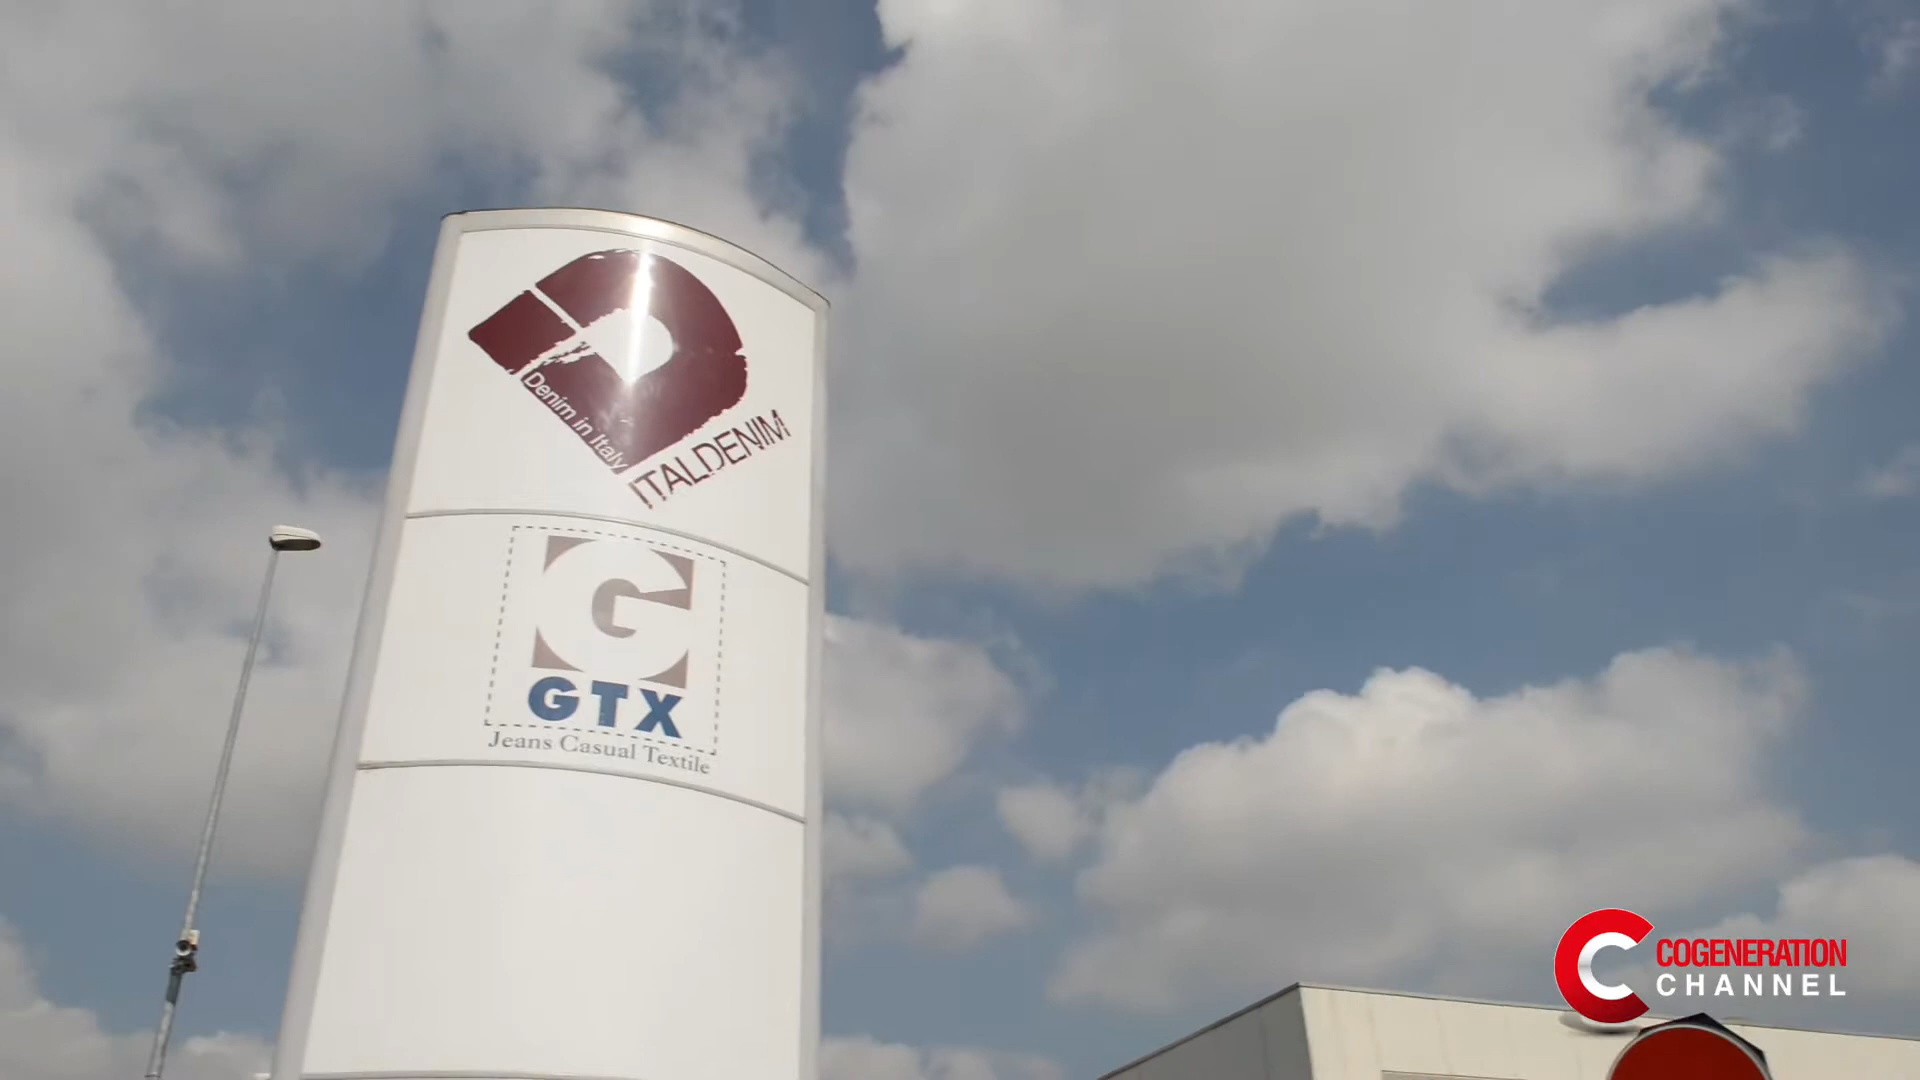 Denim in Italy
ITALDENIM
G
GTX
Jeans Casual Textile
COGENERATION
CHANNEL